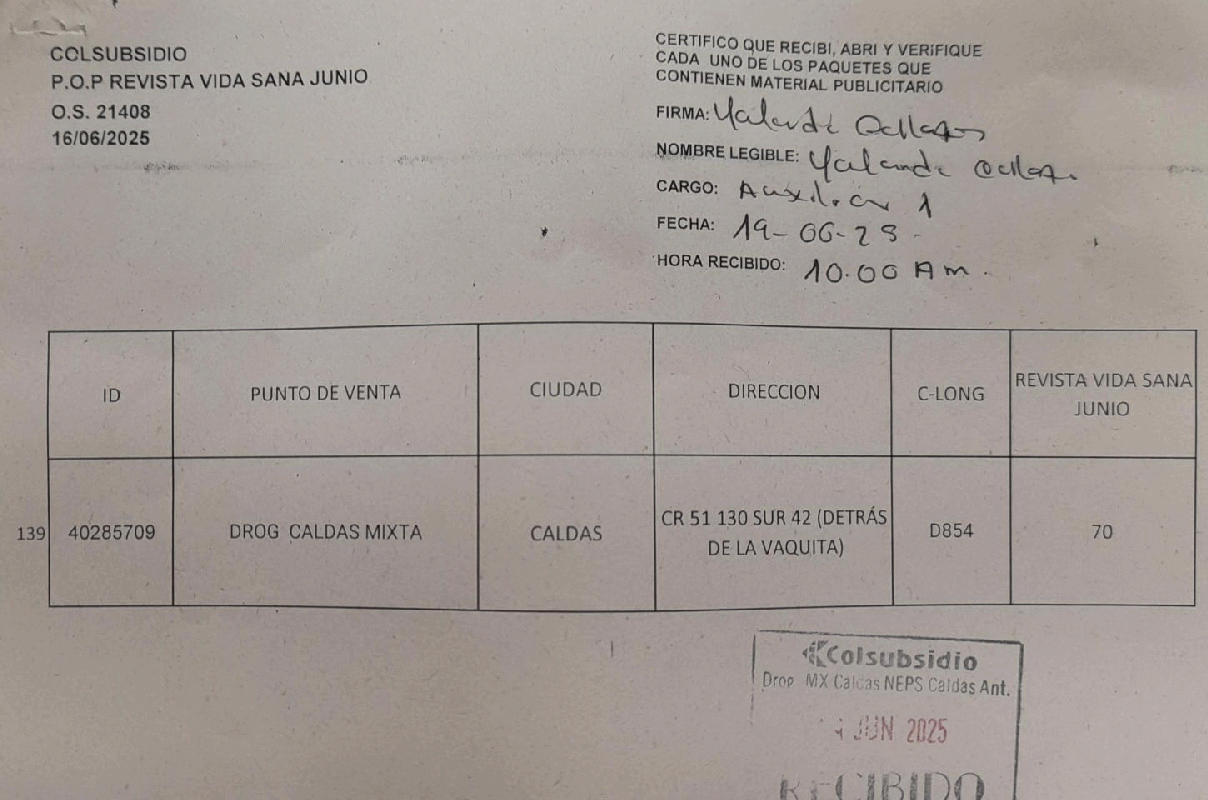 COLSUBSIDIO
P.O.P REVISTA VIDA SANA JUNIO
O.S. 21408
16/06/2025
CERTIFICO QUE RECIBI, ABRI Y VERIFIQUE
CADA UNO DE LOS PAQUETES QUE
CONTIENEN MATERIAL PUBLICITARIO
FIRMA:
NOMBRE LEGIBLE:
CARGO: Auxiliar 1
FECHA: 19-06-25
HORA RECIBIDO: 10.00 Am.
ID PUNTO DE VENTA CIUDAD DIRECCION C-LONG REVISTA VIDA SANA
JUNIO
139 40285709 DROG CALDAS MIXTA CALDAS CR 51 130 SUR 42 (DETRÁS D854 70
DE LA VAQUITA)
Colsubsidio
Drog MX Caldas NEPS Caldas Ant.
JUN 2025
RECIBIDO